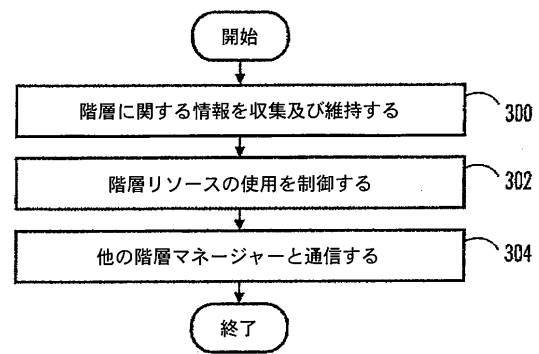 開始
階層に関する情報を収集及び維持する
300
階層リソースの使用を制御する
302
他の階層マネージャーと通信する
304
終了